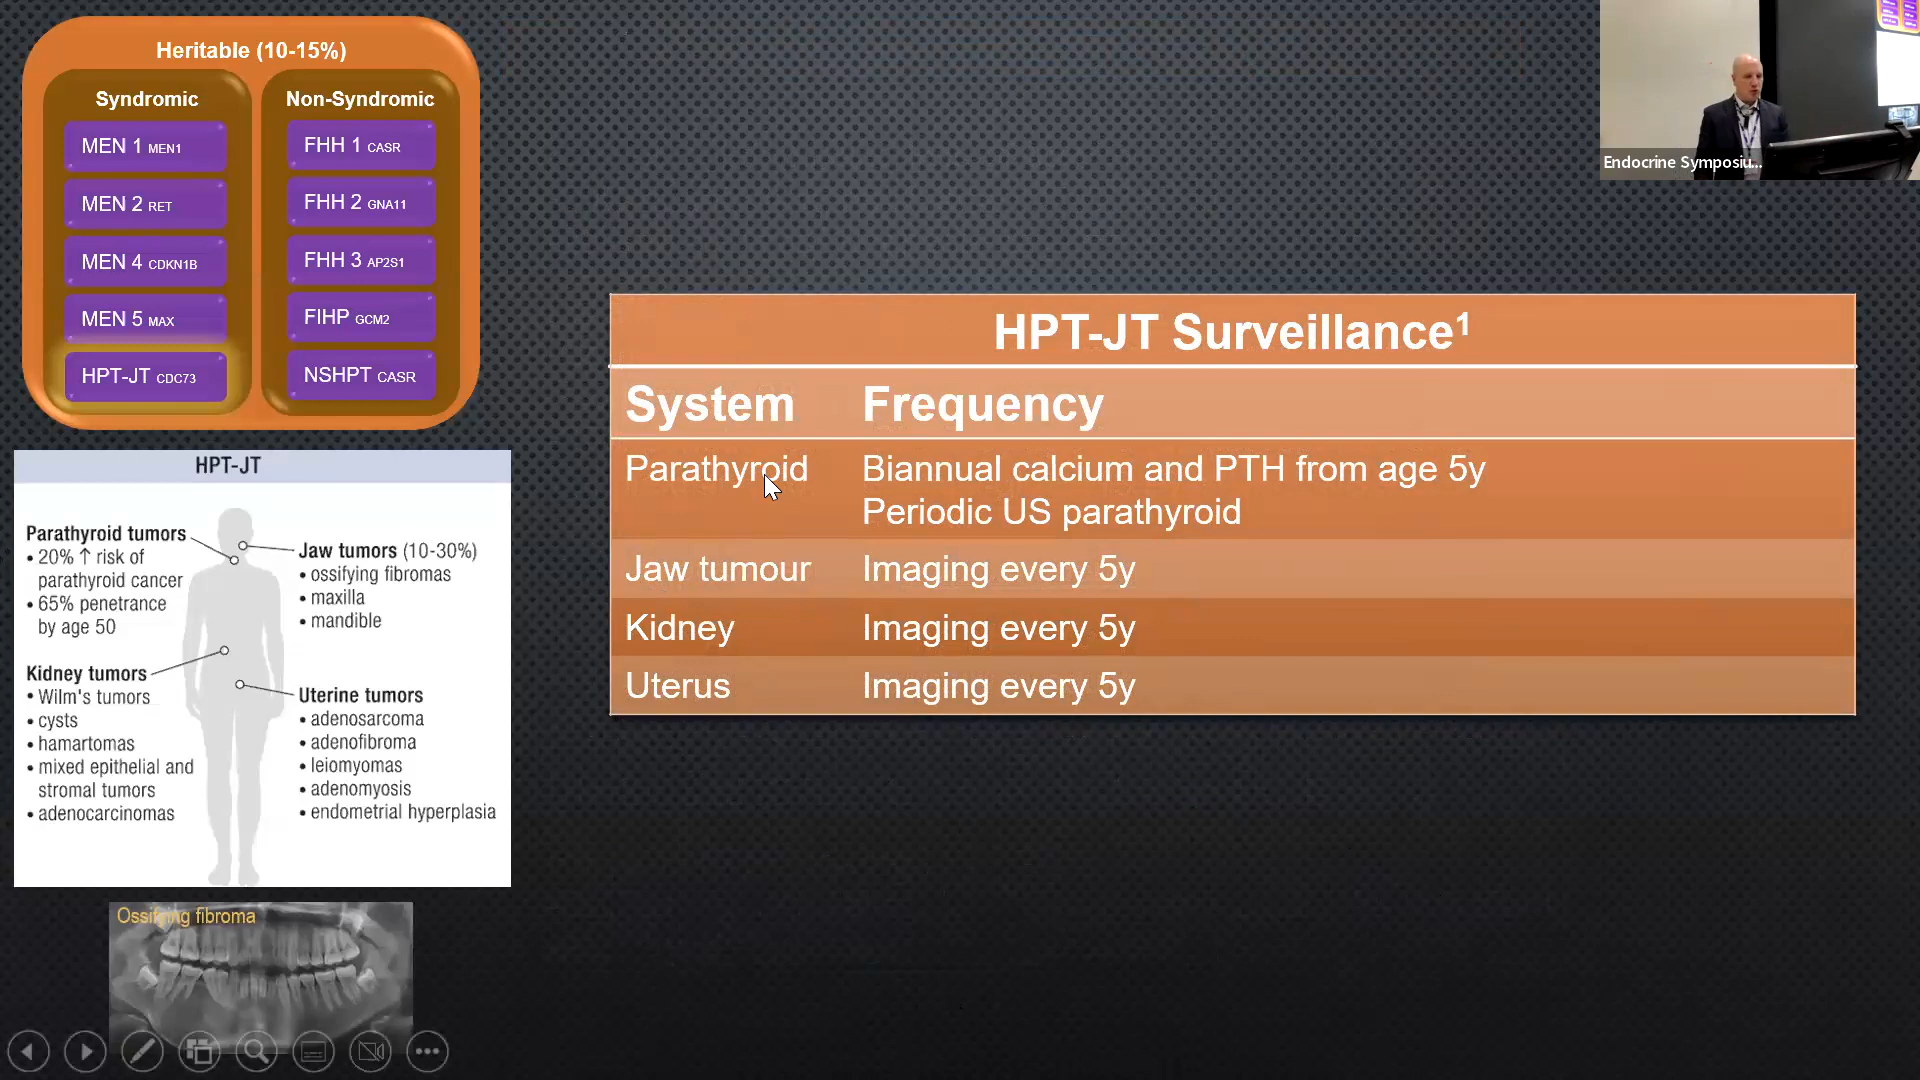 Heritable (10-15%)
Syndromic
MEN 1 MEN1
MEN 2 RET
MEN 4 CDKN1B
MEN 5 MAX
HPT-JT CDC73
Non-Syndromic
FHH 1 CASR
FHH 2 GNA11
FHH 3 AP2S1
FIHP GCM2
NSHPT CASR
HPT-JT
Parathyroid tumors
• 20% ↑ risk of
parathyroid cancer
• 65% penetrance
by age 50
Jaw tumors (10-30%)
• ossifying fibromas
• maxilla
• mandible
Kidney tumors
• Wilm's tumors
• cysts
• hamartomas
• mixed epithelial and
stromal tumors
• adenocarcinomas
Uterine tumors
• adenosarcoma
• adenofibroma
• leiomyomas
• adenomyosis
• endometrial hyperplasia
Ossifying fibroma
HPT-JT Surveillance¹
System Frequency
Parathyroid Biannual calcium and PTH from age 5y
Periodic US parathyroid
Jaw tumour Imaging every 5y
Kidney Imaging every 5y
Uterus Imaging every 5y
Endocrine Symposiu...